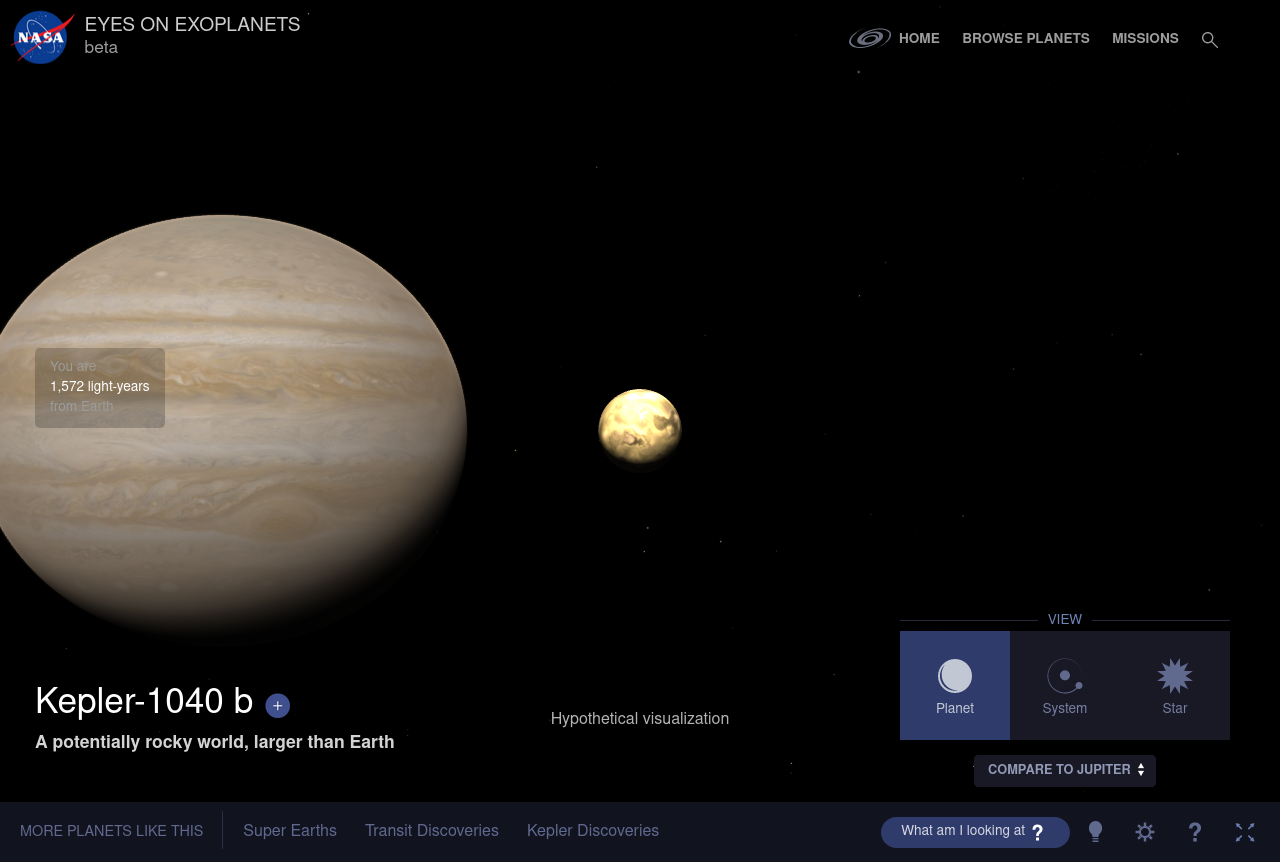 NASA
EYES ON EXOPLANETS
beta
HOME
BROWSE PLANETS
MISSIONS
You are
1,572 light-years
from Earth
Kepler-1040 b +
A potentially rocky world, larger than Earth
Hypothetical visualization
VIEW
Planet
System
Star
COMPARE TO JUPITER
MORE PLANETS LIKE THIS
Super Earths
Transit Discoveries
Kepler Discoveries
What am I looking at ?
?